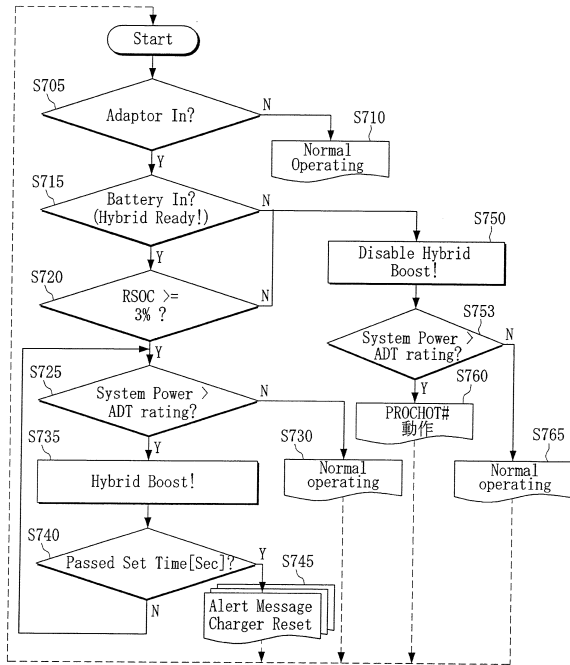 Start
S705
Adaptor In?
N
S710
Normal
Operating
Y
S715
Battery In?
(Hybrid Ready!)
N
S750
Disable Hybrid
Boost!
Y
S720
RSOC >=
3% ?
N
S753
System Power >
ADT rating?
N
Y
Y
S760
PROCHOT#
動作
S725
System Power >
ADT rating?
N
S730
Normal
operating
S765
Normal
operating
Y
S735
Hybrid Boost!
S740
Passed Set Time[Sec]?
Y
S745
Alert Message
Charger Reset
N